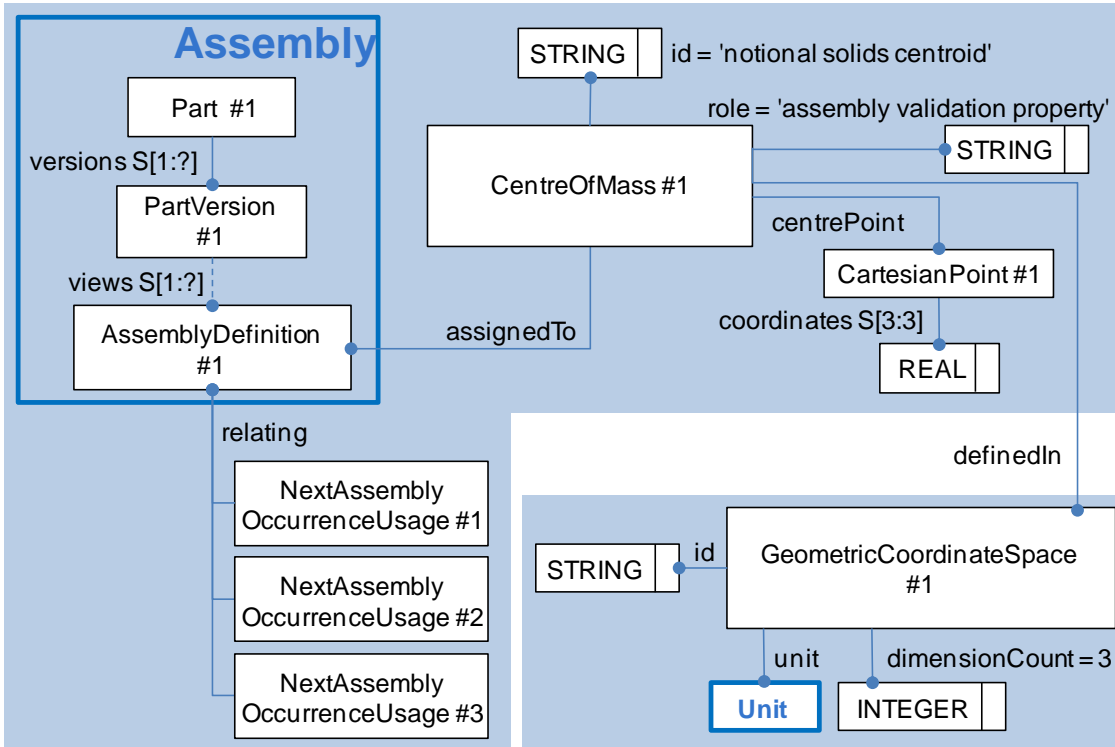 Assembly
Part #1
versions S[1:?]
PartVersion
#1
views S[1:?]
AssemblyDefinition
#1
relating
NextAssembly
OccurrenceUsage #1
NextAssembly
OccurrenceUsage #2
NextAssembly
OccurrenceUsage #3
STRING
id = 'notional solids centroid'
role = 'assembly validation property'
STRING
CentreOfMass #1
centrePoint
CartesianPoint #1
coordinates S[3:3]
REAL
assignedTo
definedIn
GeometricCoordinateSpace
#1
id
STRING
unit
Unit
dimensionCount = 3
INTEGER